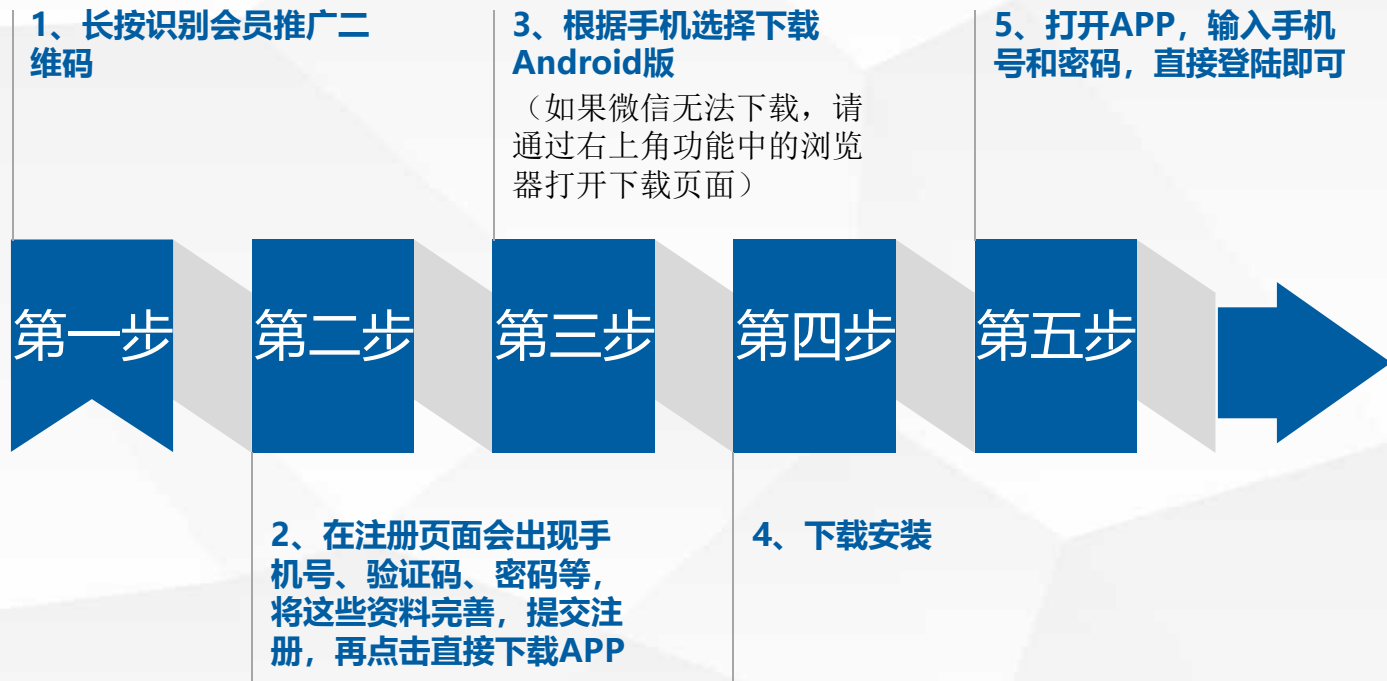 1、长按识别会员推广二
维码
3、根据手机选择下载
Android版
（如果微信无法下载，请
通过右上角功能中的浏览
器打开下载页面）
5、打开APP，输入手机
号和密码，直接登陆即可
第一步
第二步
第三步
第四步
第五步
2、在注册页面会出现手
机号、验证码、密码等，
将这些资料完善，提交注
册，再点击直接下载APP
4、下载安装